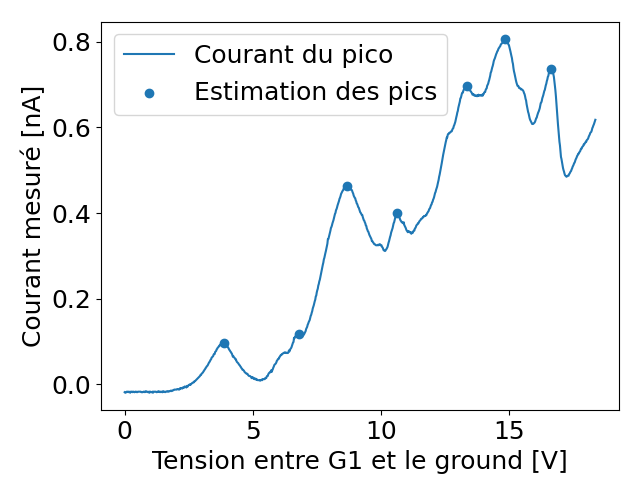 Courant du pico
Estimation des pics
Courant mesuré [nA]
0.8
0.6
0.4
0.2
0.0
0 5 10 15
Tension entre G1 et le ground [V]